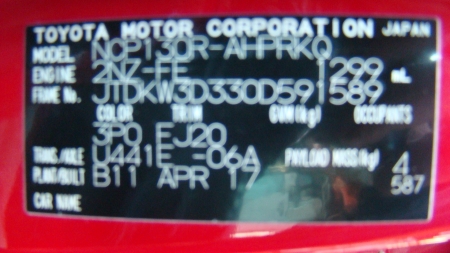 TOYOTA MOTOR CORPORATION JAPAN
MODEL NCP130R-AHPRKQ
ENGINE 2NZ-FE 1299 mL
FRAME No. JTDKW3D330D591589
COLOR TRIM GVM(kg) OCCUPANTS
3P0 EJ20
TRANS/AXLE U441E -06A PAYLOAD MASS(kg) 4
PLANT/BUILT B11 APR 17 587
CAR NAME